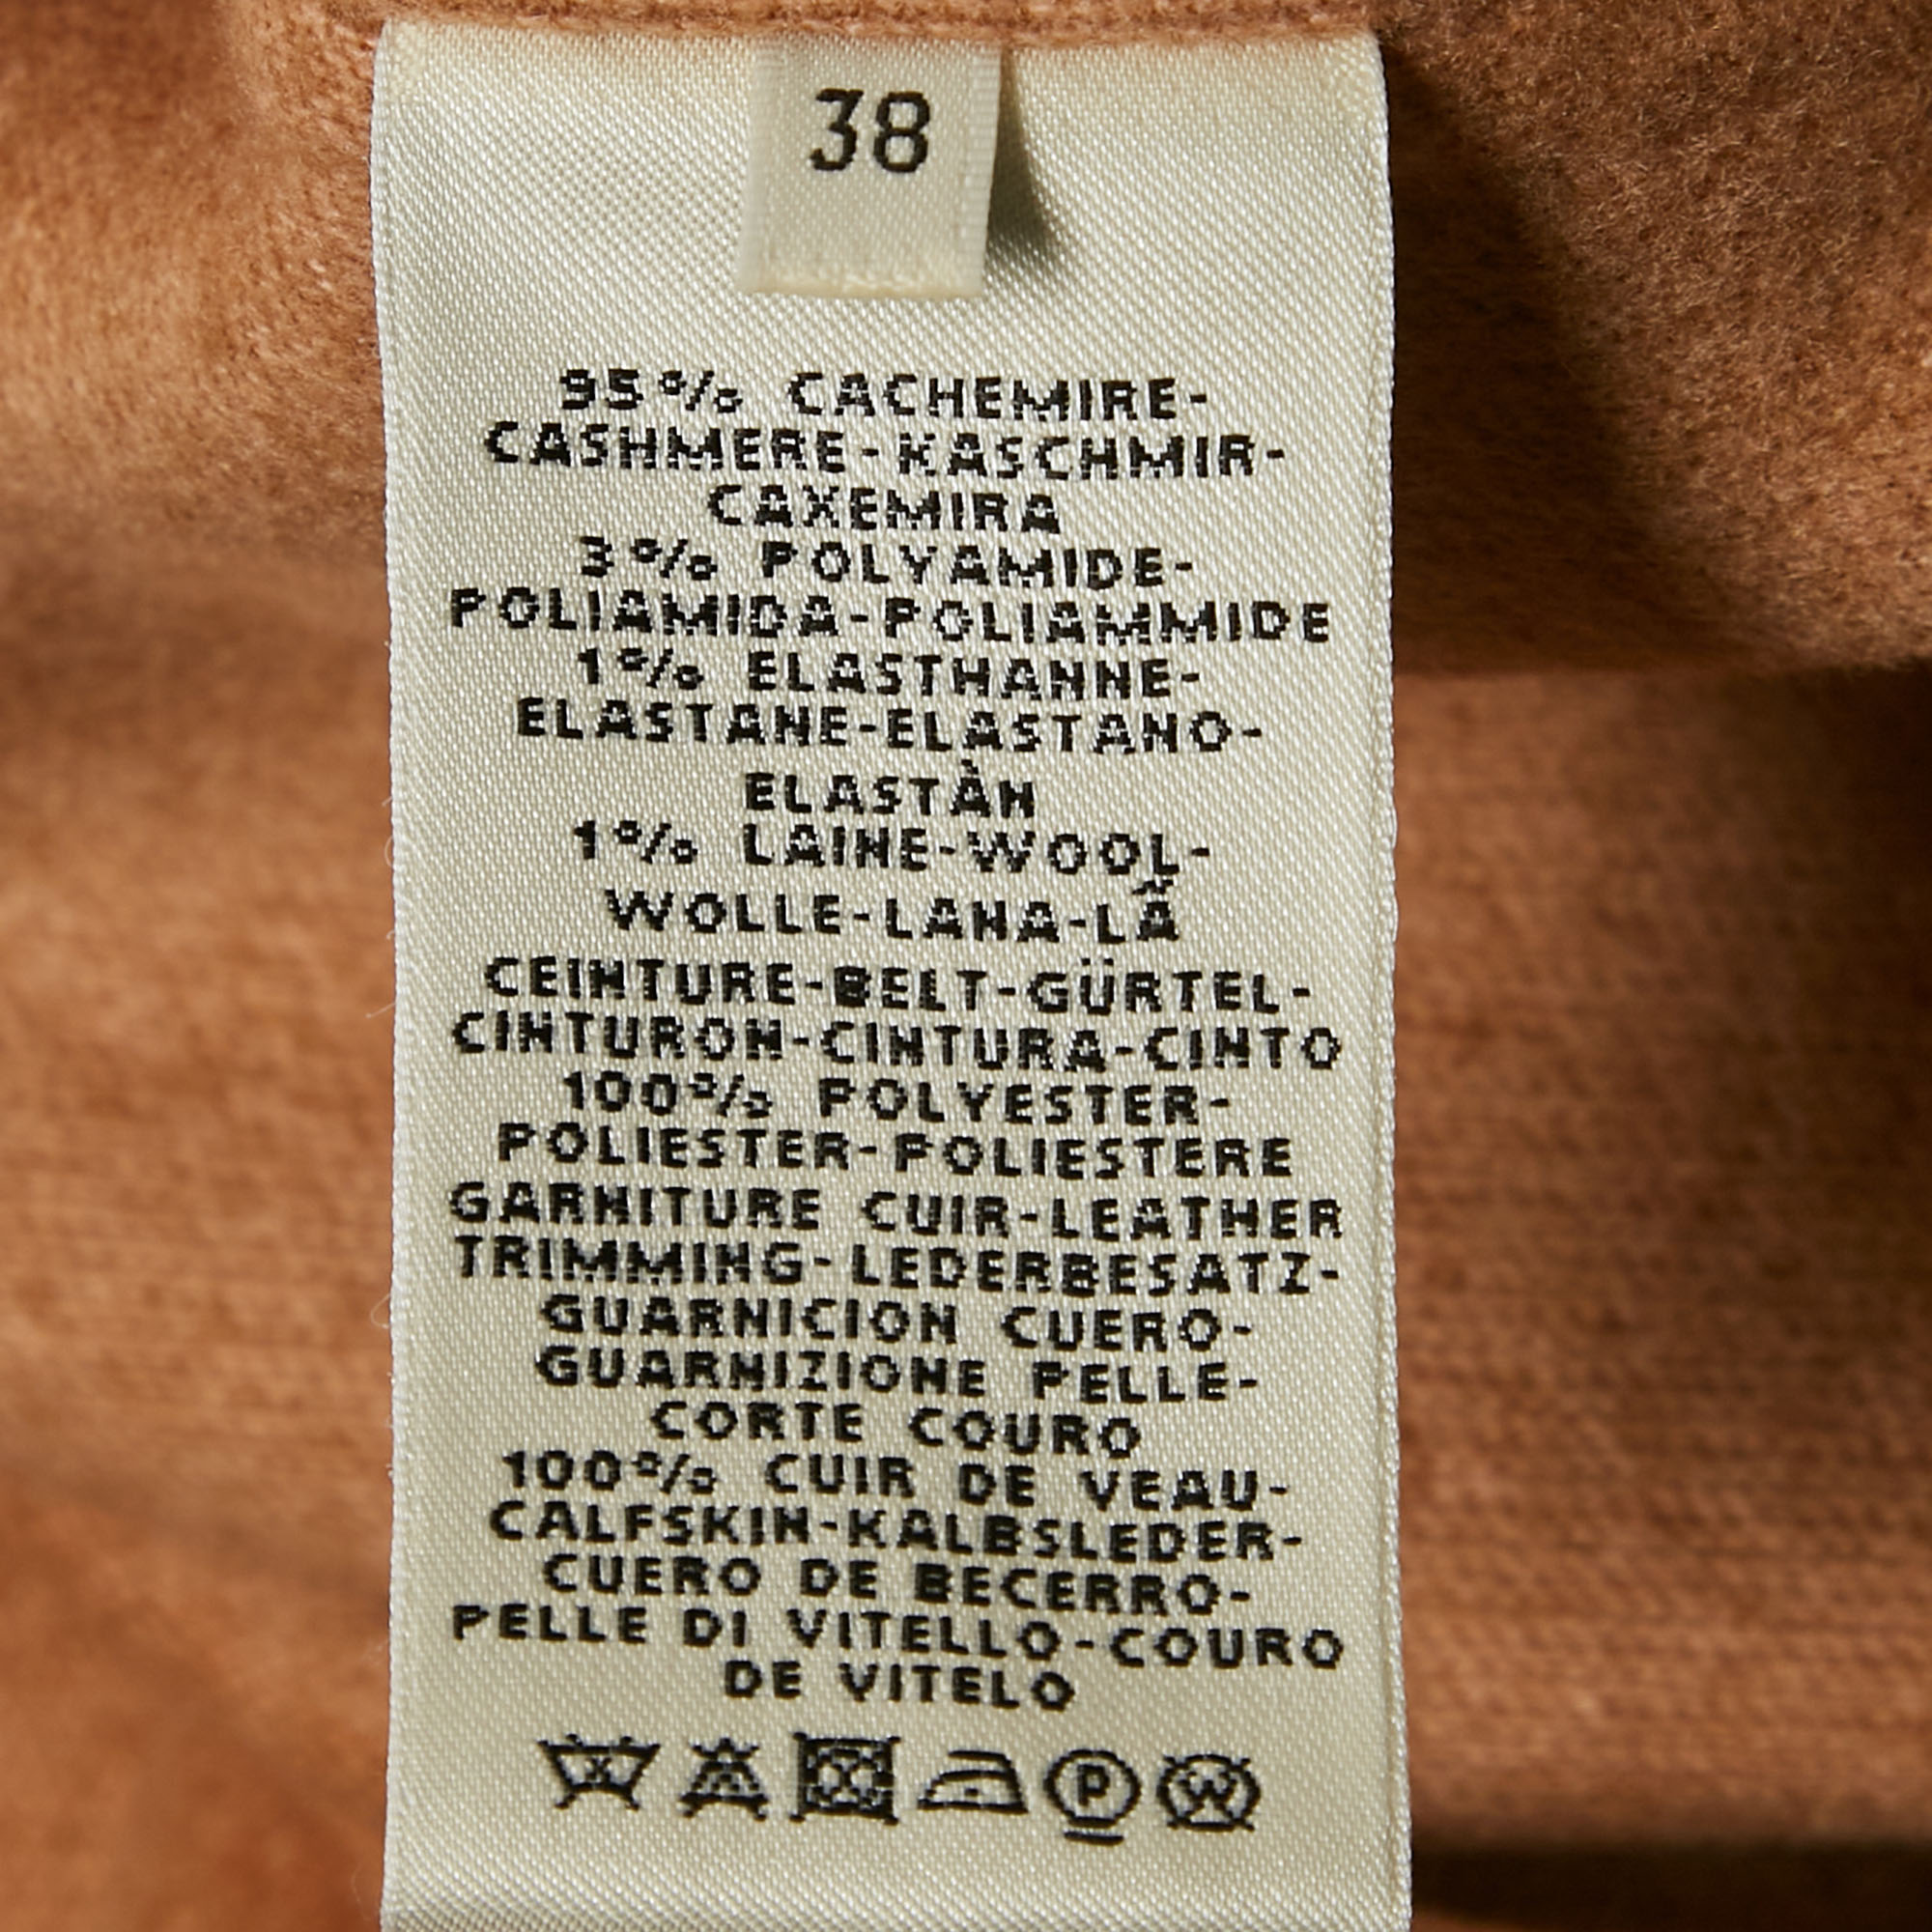 38
95% CACHEMIRE-
CASHMERE-KASCHMIR-
CAXEMIRA
3% POLYAMIDE-
POLIAMIDA-POLIAMMIDE
1% ELASTHANNE-
ELASTANE-ELASTANO-
ELASTÀN
1% LAINE-WOOL-
WOLLE-LANA-LÃ
CEINTURE-BELT-GÜRTEL-
CINTURON-CINTURA-CINTO
100% POLYESTER-
POLIESTER-POLIESTERE
GARNITURE CUIR-LEATHER
TRIMMING-LEDERBESATZ-
GUARNICION CUERO-
GUARNIZIONE PELLE-
CORTE COURO
100% CUIR DE VEAU-
CALFSKIN-KALBSLEDER-
CUERO DE BECERRO-
PELLE DI VITELLO-COURO
DE VITELO
P W